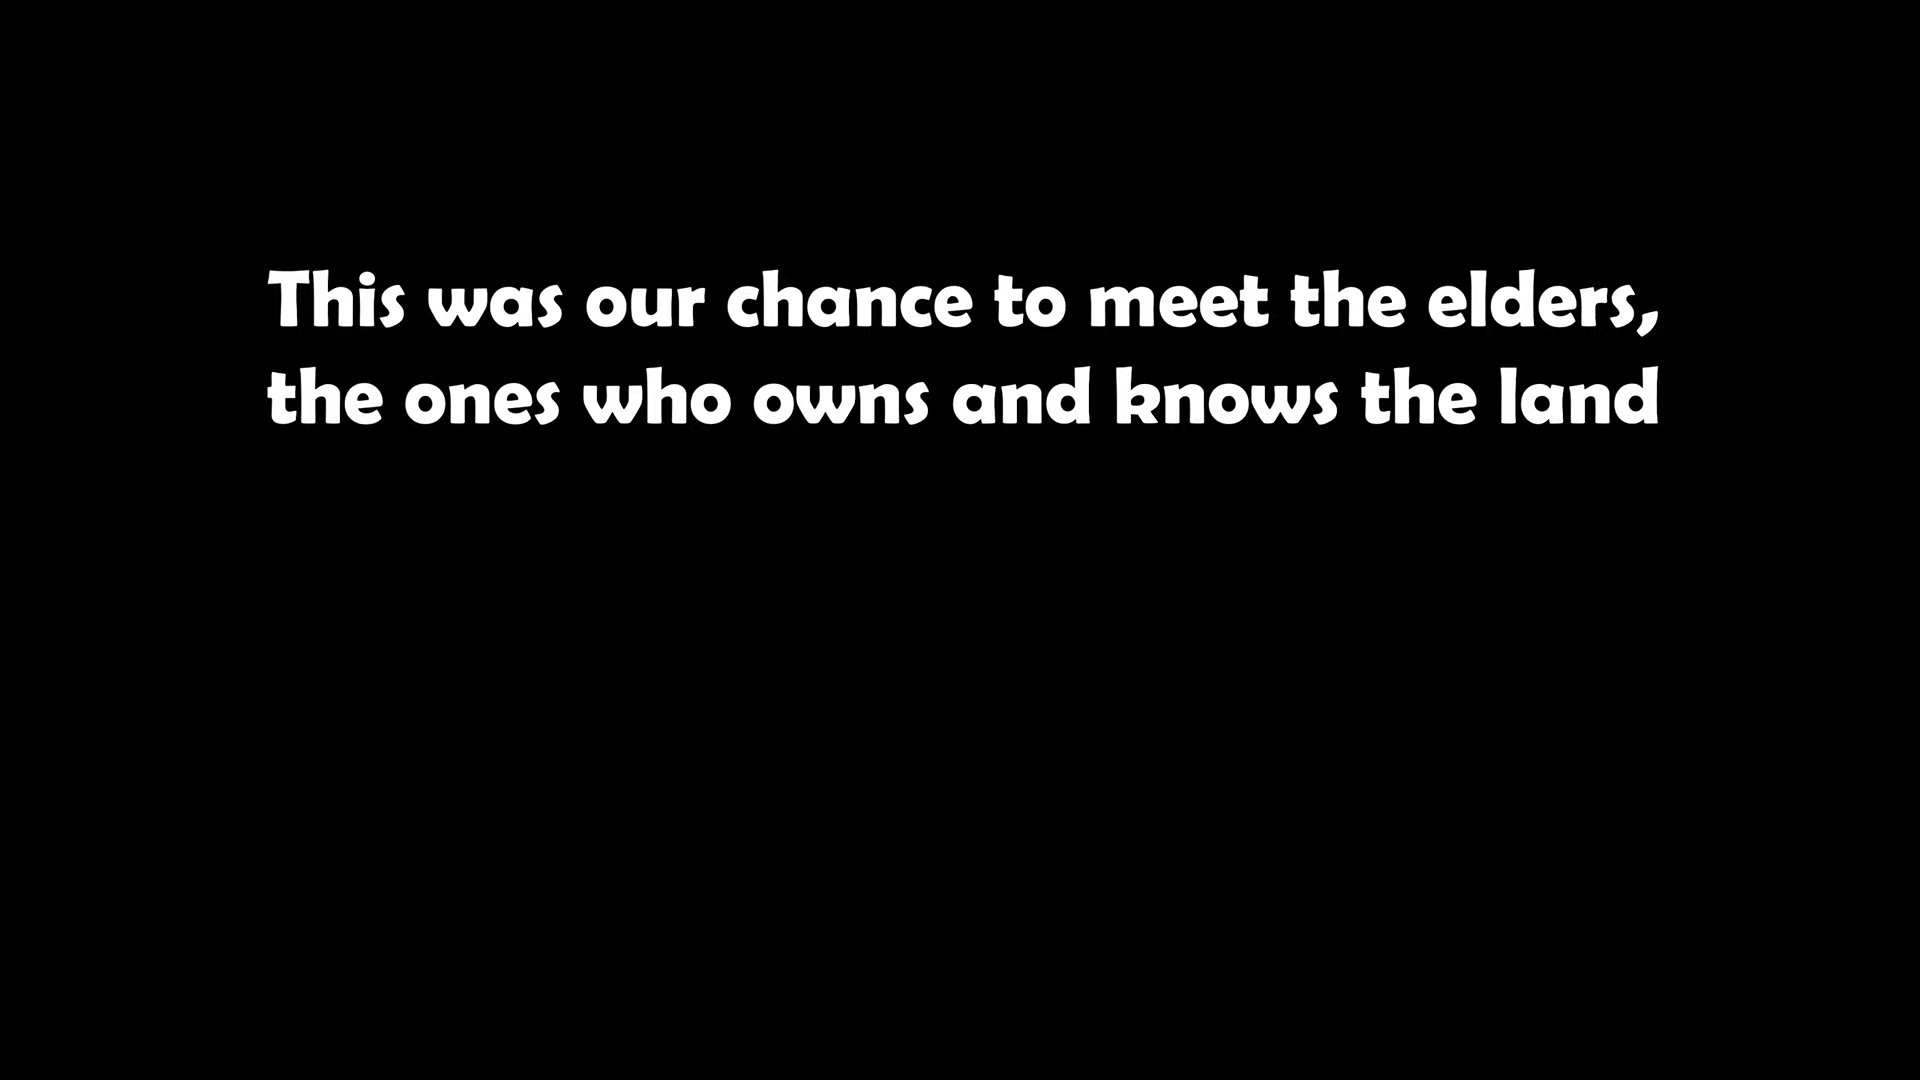 This was our chance to meet the elders,
the ones who owns and knows the land